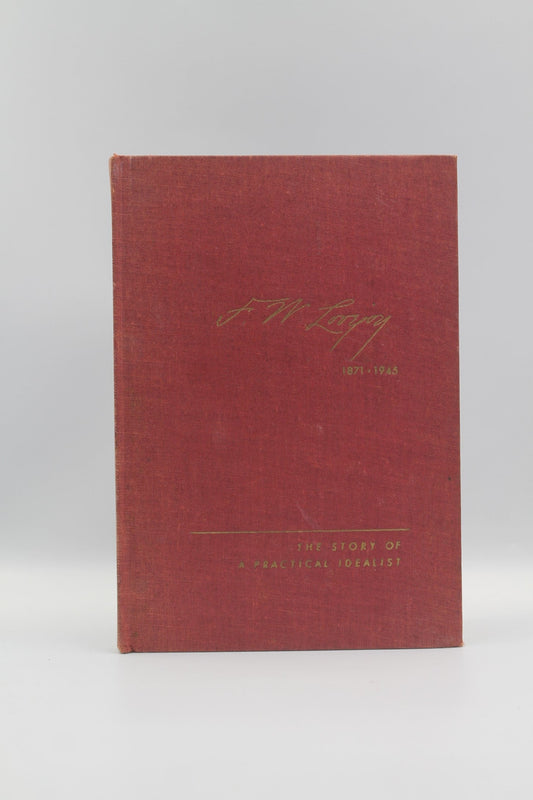 F W Lovejoy
1871 • 1945
THE STORY OF
A PRACTICAL IDEALIST